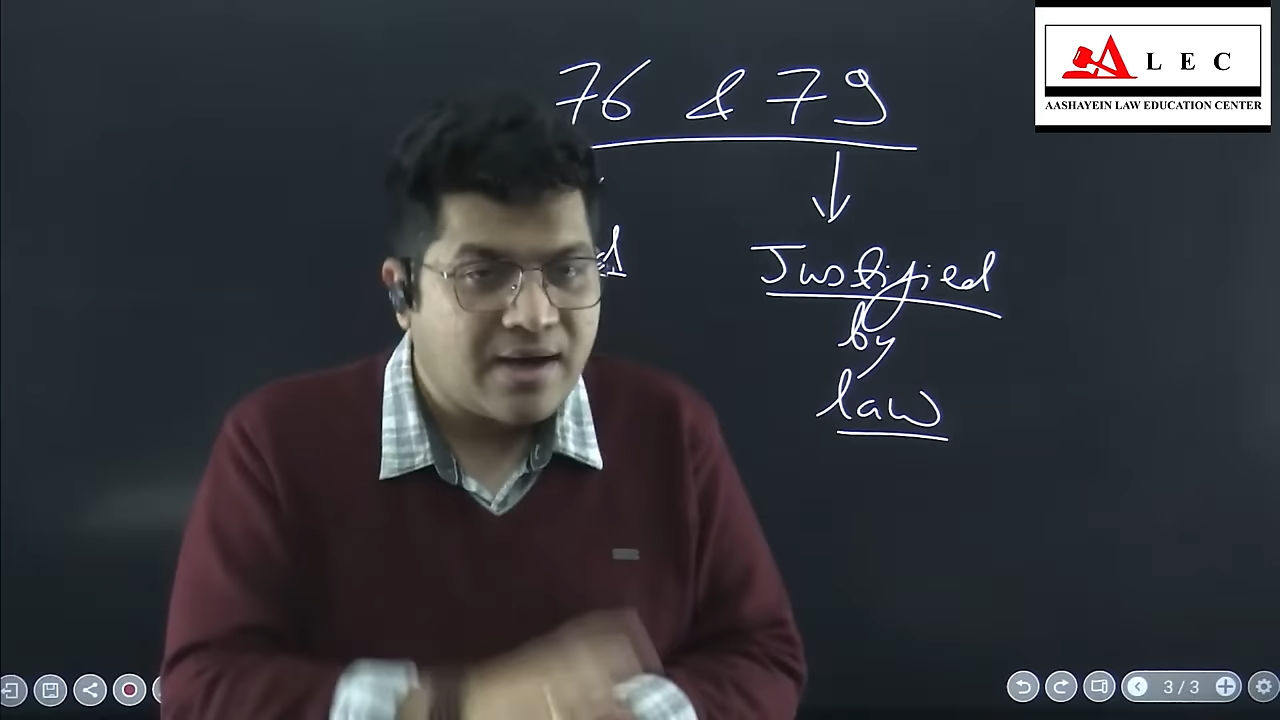 76 & 79
Justified
by
law
A L E C
AASHAYEIN LAW EDUCATION CENTER
3 / 3